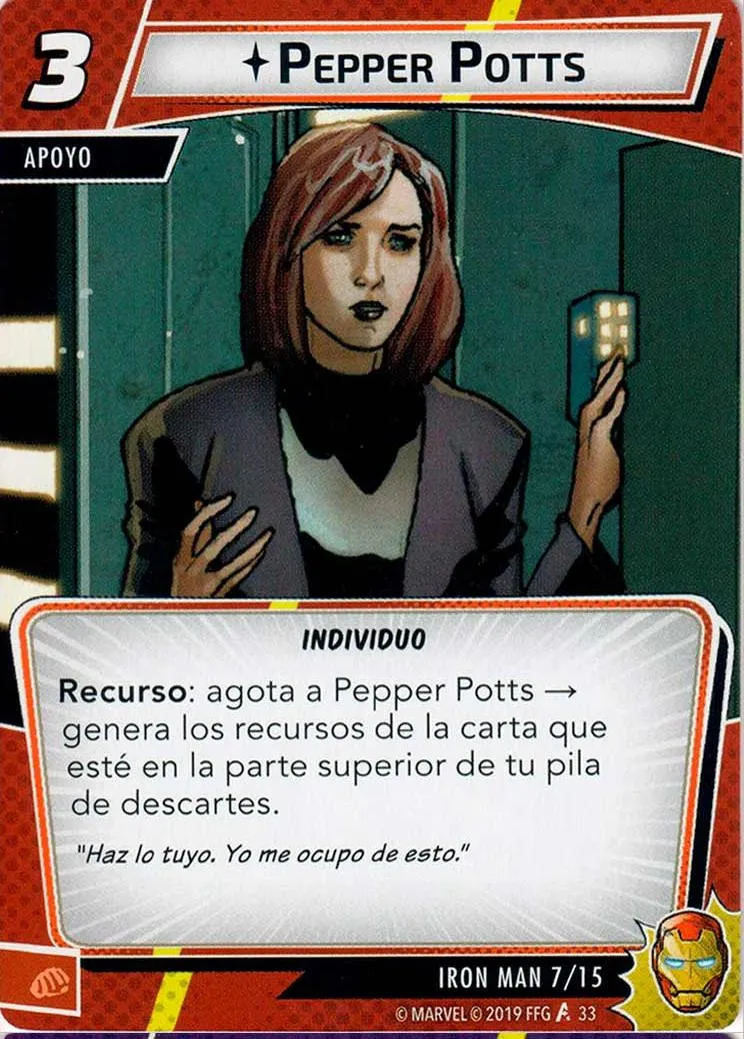 3
PEPPER POTTS
APOYO
INDIVIDUO
Recurso: agota a Pepper Potts →
genera los recursos de la carta que
esté en la parte superior de tu pila
de descartes.
"Haz lo tuyo. Yo me ocupo de esto."
IRON MAN 7/15
© MARVEL © 2019 FFG A 33